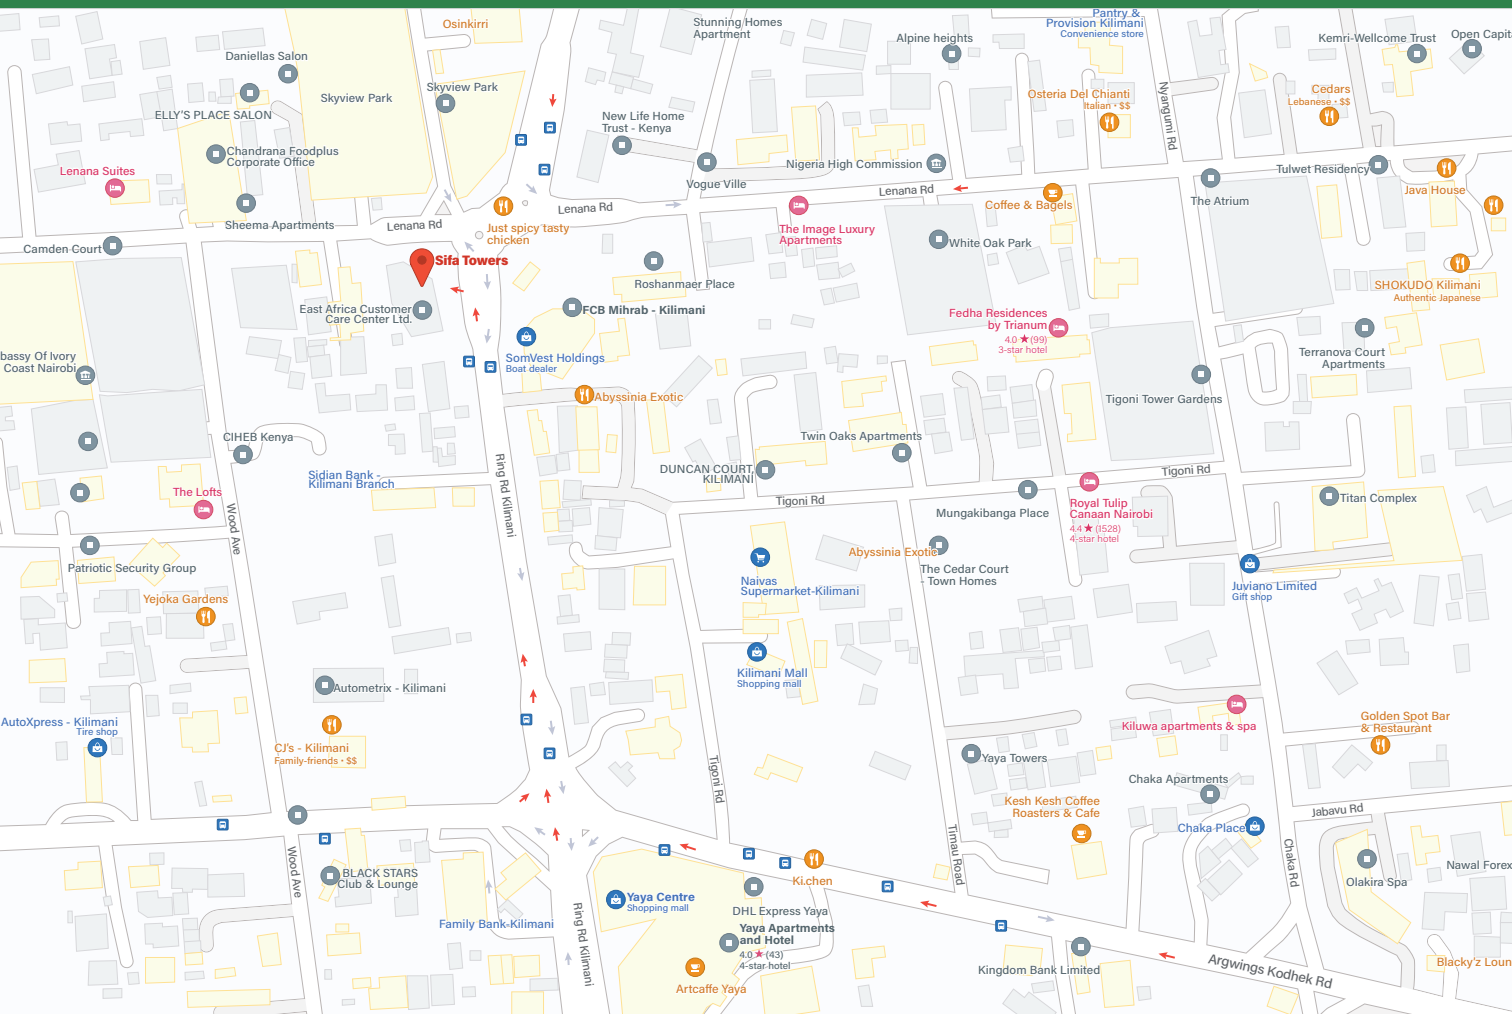 Osinkirri
Stunning Homes
Apartment
Pantry &
Provision Kilimani
Convenience store
Alpine heights
Kemri-Wellcome Trust
Open Capit
Daniellas Salon
Skyview Park
Skyview Park
ELLY'S PLACE SALON
Osteria Del Chianti
Italian · $$
Nyangumi Rd
Cedars
Lebanese · $$
New Life Home
Trust - Kenya
Chandrana Foodplus
Corporate Office
Lenana Suites
Nigeria High Commission
Tulwet Residency
Vogue Ville
Lenana Rd
Java House
Coffee & Bagels
The Atrium
Lenana Rd
Sheema Apartments
Lenana Rd
Just spicy tasty
chicken
The Image Luxury
Apartments
White Oak Park
Camden Court
Sifa Towers
Roshanmaer Place
SHOKUDO Kilimani
Authentic Japanese
East Africa Customer
Care Center Ltd.
FCB Mihrab - Kilimani
Fedha Residences
by Trianum
4.0 ★ (99)
3-star hotel
bassy Of Ivory
Coast Nairobi
SomVest Holdings
Boat dealer
Terranova Court
Apartments
Abyssinia Exotic
Tigoni Tower Gardens
CIHEB Kenya
Twin Oaks Apartments
Sidian Bank -
Kilimani Branch
Ring Rd Kilimani
DUNCAN COURT,
KILIMANI
Tigoni Rd
The Lofts
Tigoni Rd
Mungakibanga Place
Royal Tulip
Canaan Nairobi
4.4 ★ (1528)
4-star hotel
Titan Complex
Wood Ave
Patriotic Security Group
Abyssinia Exotic
The Cedar Court
- Town Homes
Naivas
Supermarket-Kilimani
Juviano Limited
Gift shop
Yejoka Gardens
Kilimani Mall
Shopping mall
Autometrix - Kilimani
AutoXpress - Kilimani
Tire shop
Kiluwa apartments & spa
Golden Spot Bar
& Restaurant
CJ's - Kilimani
Family-friends · $$
Tigoni Rd
Yaya Towers
Chaka Apartments
Kesh Kesh Coffee
Roasters & Cafe
Jabavu Rd
Chaka Place
Timau Road
Chaka Rd
Wood Ave
BLACK STARS
Club & Lounge
Ki.chen
Nawal Forex
Olakira Spa
Yaya Centre
Shopping mall
DHL Express Yaya
Family Bank-Kilimani
Ring Rd Kilimani
Yaya Apartments
and Hotel
4.0 ★ (43)
4-star hotel
Kingdom Bank Limited
Argwings Kodhek Rd
Blacky'z Loun
Artcaffe Yaya